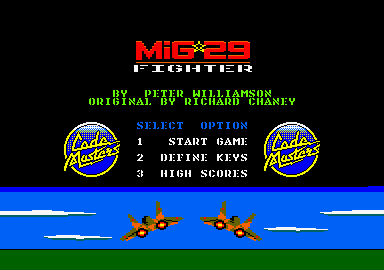 MiG☆29
FIGHTER
BY PETER WILLIAMSON
ORIGINAL BY RICHARD CHANEY
SELECT OPTION
1 START GAME
2 DEFINE KEYS
3 HIGH SCORES
Code Masters
Code Masters